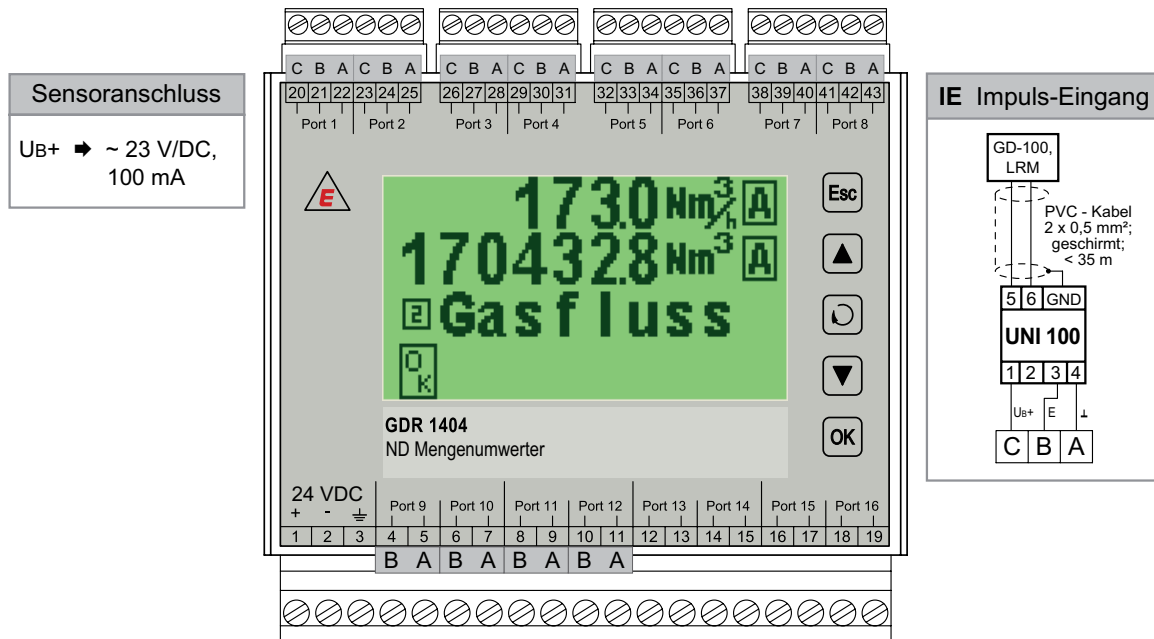 C B A C B A C B A C B A C B A C B A C B A C B A
20 21 22 23 24 25 26 27 28 29 30 31 32 33 34 35 36 37 38 39 40 41 42 43
Port 1 Port 2 Port 3 Port 4 Port 5 Port 6 Port 7 Port 8
Sensoranschluss
UB+ ➡ ~ 23 V/DC,
100 mA
E
173.0 Nm³/h A
170432.8 Nm³ A
2 Gasfluss
OK
Esc
▲
▼
OK
GDR 1404
ND Mengenumwerter
24 VDC
+ - ⏚
Port 9 Port 10 Port 11 Port 12 Port 13 Port 14 Port 15 Port 16
1 2 3 4 5 6 7 8 9 10 11 12 13 14 15 16 17 18 19
B A B A B A B A
IE Impuls-Eingang
GD-100,
LRM
PVC - Kabel
2 x 0,5 mm²;
geschirmt;
< 35 m
5 6 GND
UNI 100
1 2 3 4
UB+ E ⊥
C B A